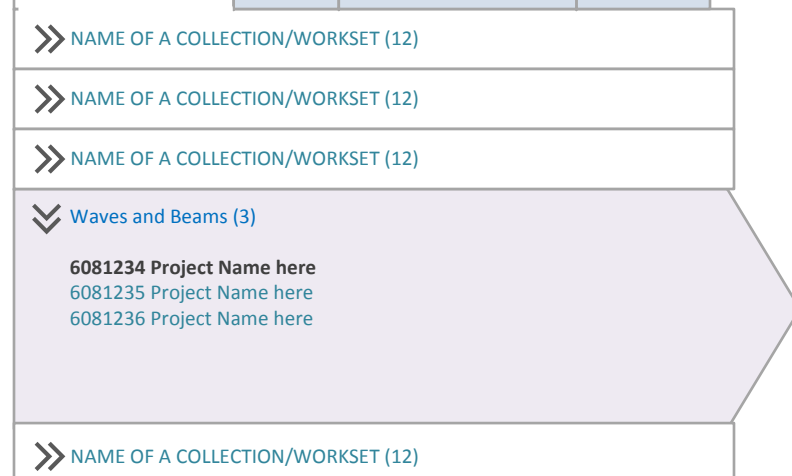 NAME OF A COLLECTION/WORKSET (12)
NAME OF A COLLECTION/WORKSET (12)
NAME OF A COLLECTION/WORKSET (12)
Waves and Beams (3)
6081234 Project Name here
6081235 Project Name here
6081236 Project Name here
NAME OF A COLLECTION/WORKSET (12)